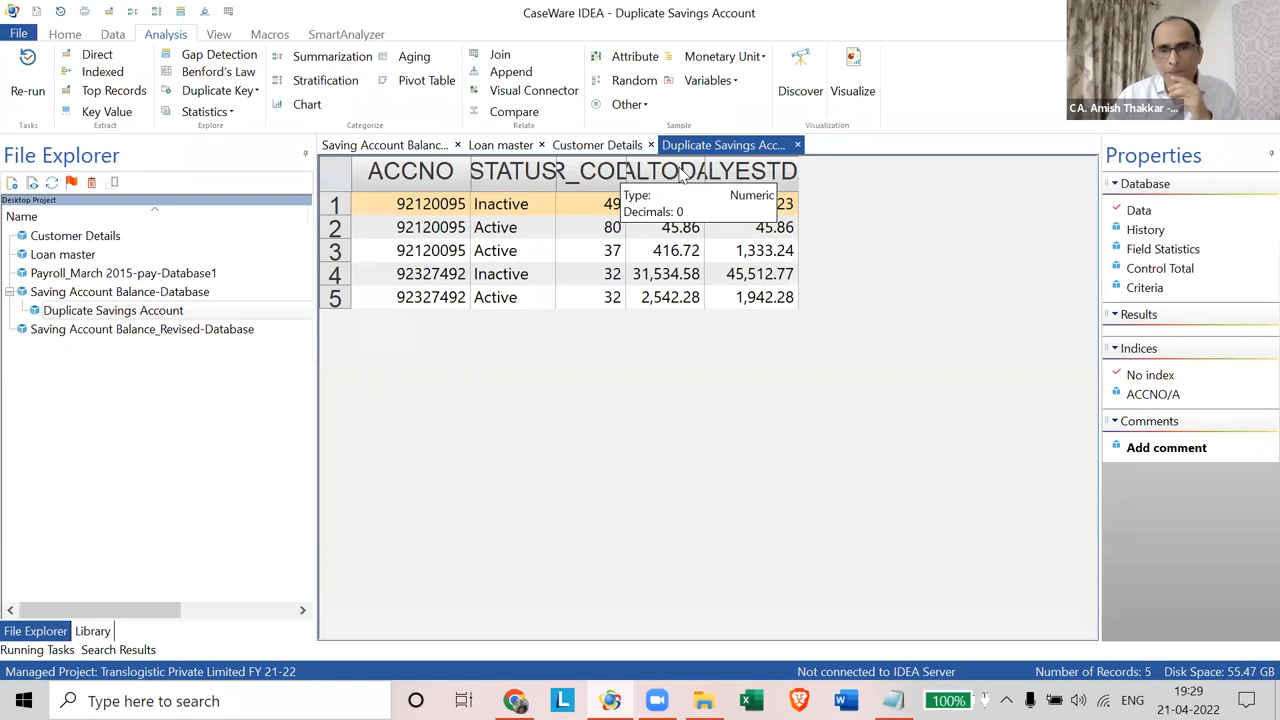 CaseWare IDEA - Duplicate Savings Account
File Home Data Analysis View Macros SmartAnalyzer
Re-run
Tasks
Direct
Indexed
Top Records
Key Value
Extract
Gap Detection
Benford's Law
Duplicate Key
Statistics
Explore
Summarization
Stratification
Chart
Aging
Pivot Table
Categorize
Join
Append
Visual Connector
Compare
Relate
Attribute
Random
Other
Monetary Unit
Variables
Sample
Discover
Visualize
Visualization
CA. Amish Thakkar -...
File Explorer
Desktop Project
Name
Customer Details
Loan master
Payroll_March 2015-pay-Database1
Saving Account Balance-Database
Duplicate Savings Account
Saving Account Balance_Revised-Database
File Explorer Library
Running Tasks Search Results
Saving Account Balanc... × Loan master × Customer Details × Duplicate Savings Acc... ×
ACCNO STATUS R_COD ALTODA LYESTD
1 92120095 Inactive 49 23
2 92120095 Active 80 45.86 45.86
3 92120095 Active 37 416.72 1,333.24
4 92327492 Inactive 32 31,534.58 45,512.77
5 92327492 Active 32 2,542.28 1,942.28
Type: Numeric
Decimals: 0
Properties
Database
Data
History
Field Statistics
Control Total
Criteria
Results
Indices
No index
ACCNO/A
Comments
Add comment
Managed Project: Translogistic Private Limited FY 21-22 Not connected to IDEA Server Number of Records: 5 Disk Space: 55.47 GB
Type here to search
100%
ENG
19:29
21-04-2022